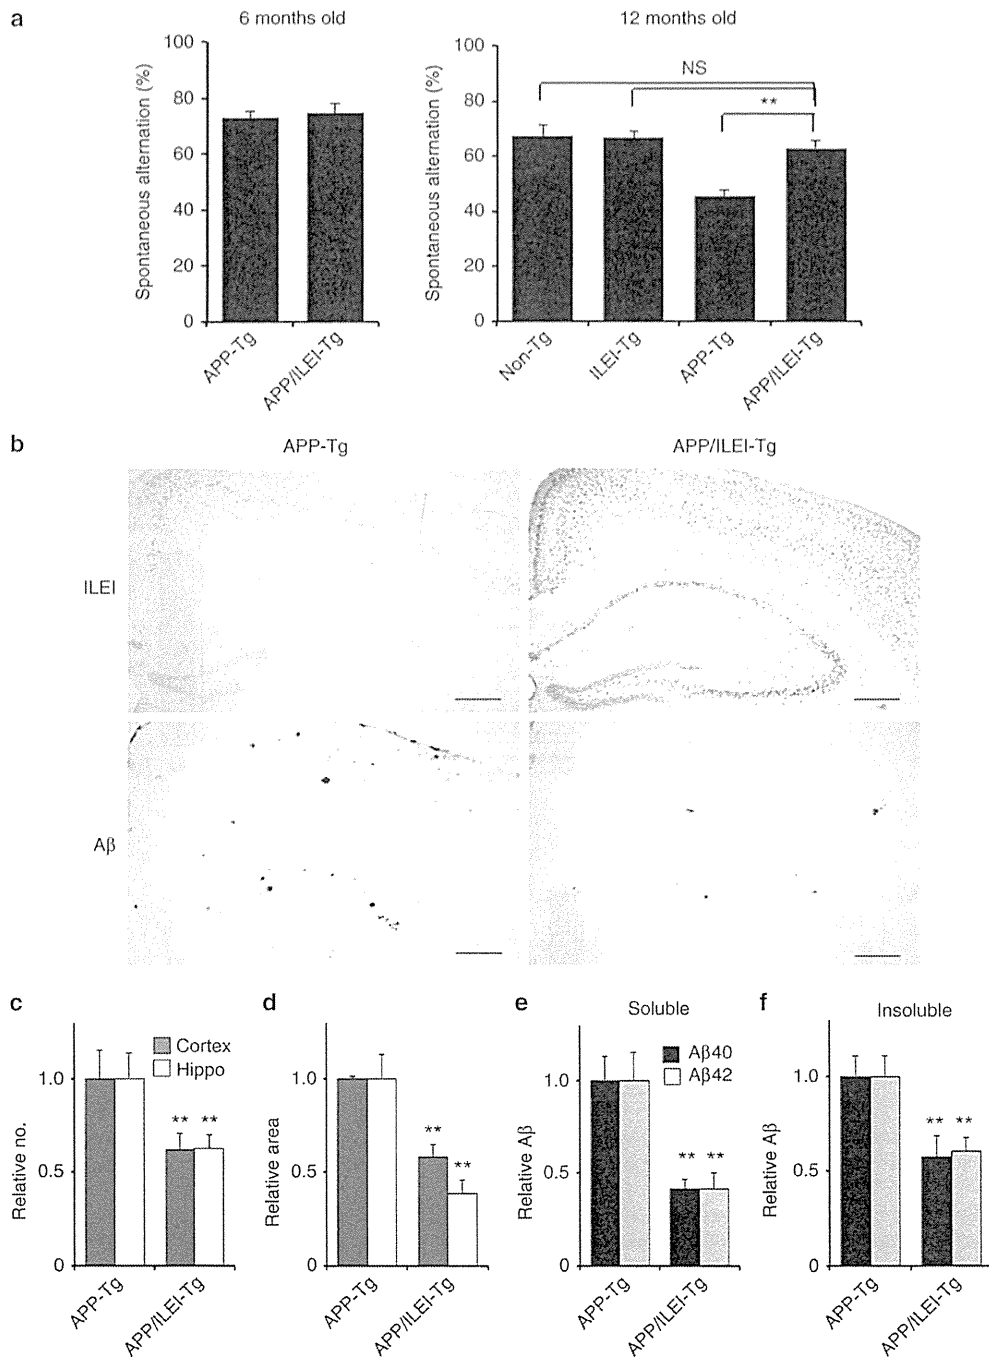 a
6 months old
12 months old
Spontaneous alternation (%)
100
80
60
40
20
0
APP-Tg
APP/ILEI-Tg
Spontaneous alternation (%)
100
80
60
40
20
0
NS
**
Non-Tg
ILEI-Tg
APP-Tg
APP/ILEI-Tg
b
APP-Tg
APP/ILEI-Tg
ILEI
Aβ
c
Relative no.
1.0
0.5
0
Cortex
Hippo
** **
APP-Tg
APP/ILEI-Tg
d
Relative area
1.0
0.5
0
**
**
APP-Tg
APP/ILEI-Tg
e
Soluble
Relative Aβ
1.0
0.5
0
Aβ40
Aβ42
** **
APP-Tg
APP/ILEI-Tg
f
Insoluble
Relative Aβ
1.0
0.5
0
** **
APP-Tg
APP/ILEI-Tg